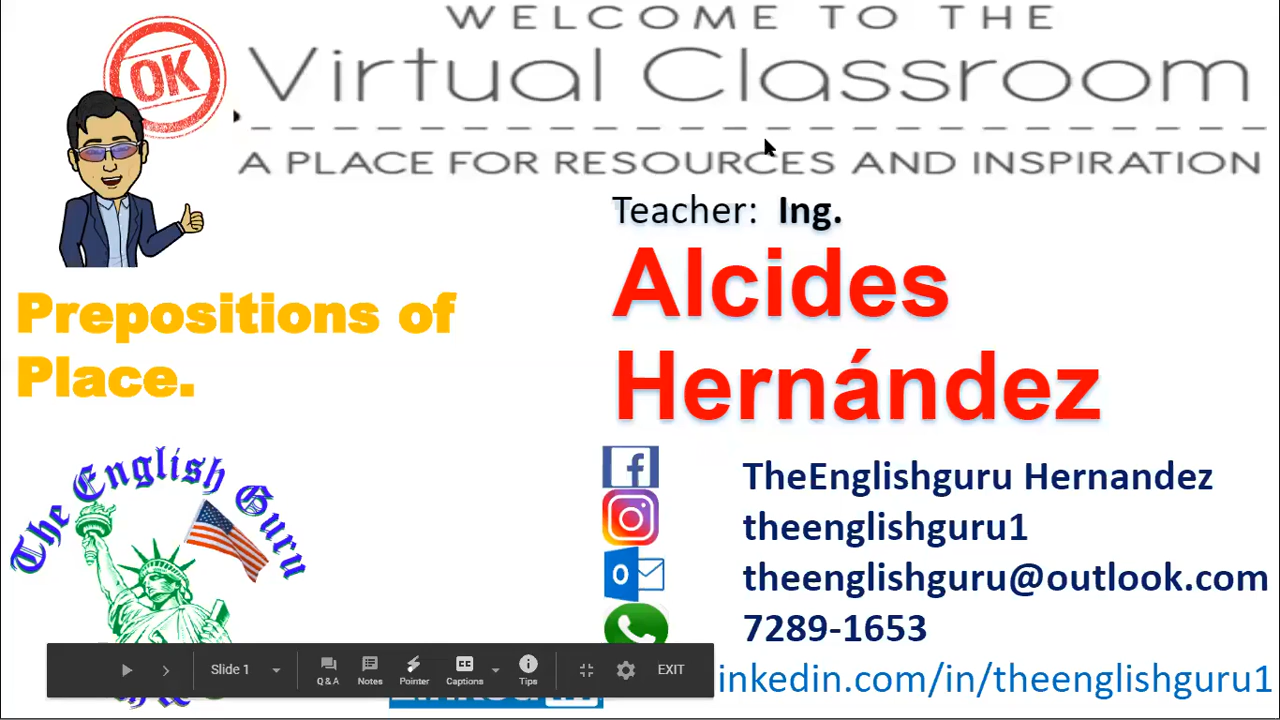 WELCOME TO THE
OK
Virtual Classroom
A PLACE FOR RESOURCES AND INSPIRATION
Teacher: Ing.
Alcides
Hernández
Prepositions of
Place.
The English Guru
TheEnglishguru Hernandez
theenglishguru1
theenglishguru@outlook.com
7289-1653
inkedin.com/in/theenglishguru1
Slide 1
Q & A
Notes
Pointer
Captions
Tips
EXIT